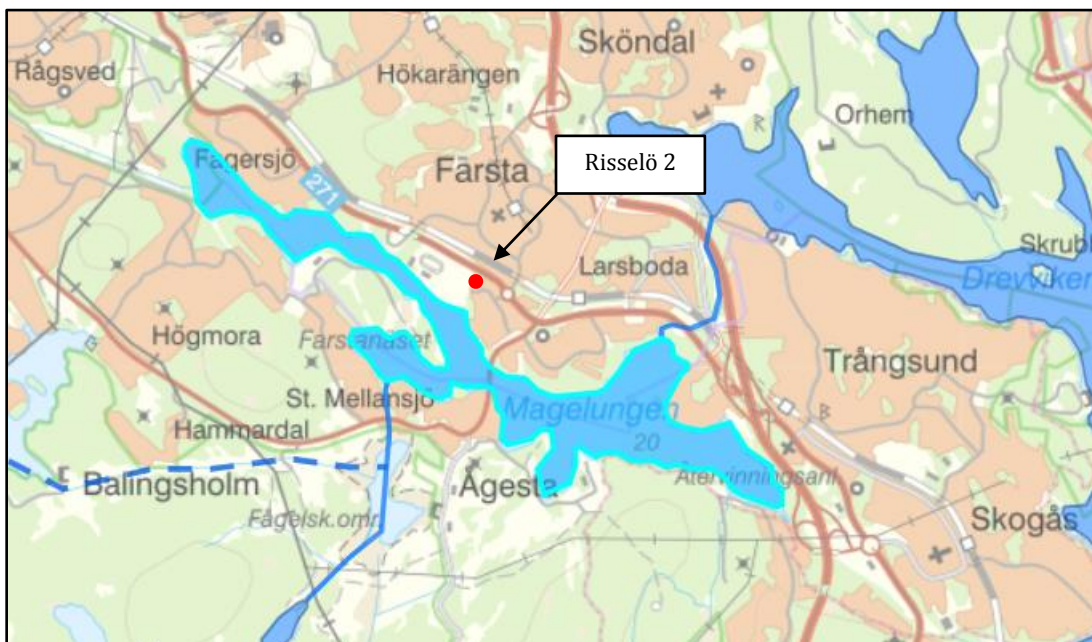 Sköndal
Rågsved
Hökarängen
Orhem
Fagersjö
Färsta
Risselö 2
271
Larsboda
Skrub
Drevviken
Högmora
Farstanäset
Trångsund
St. Mellansjö
Magelungen
Hammardal
20
Balingsholm
Ågesta
Återvinningsanl.
Fågelsk.omr.
Skogås
R
R